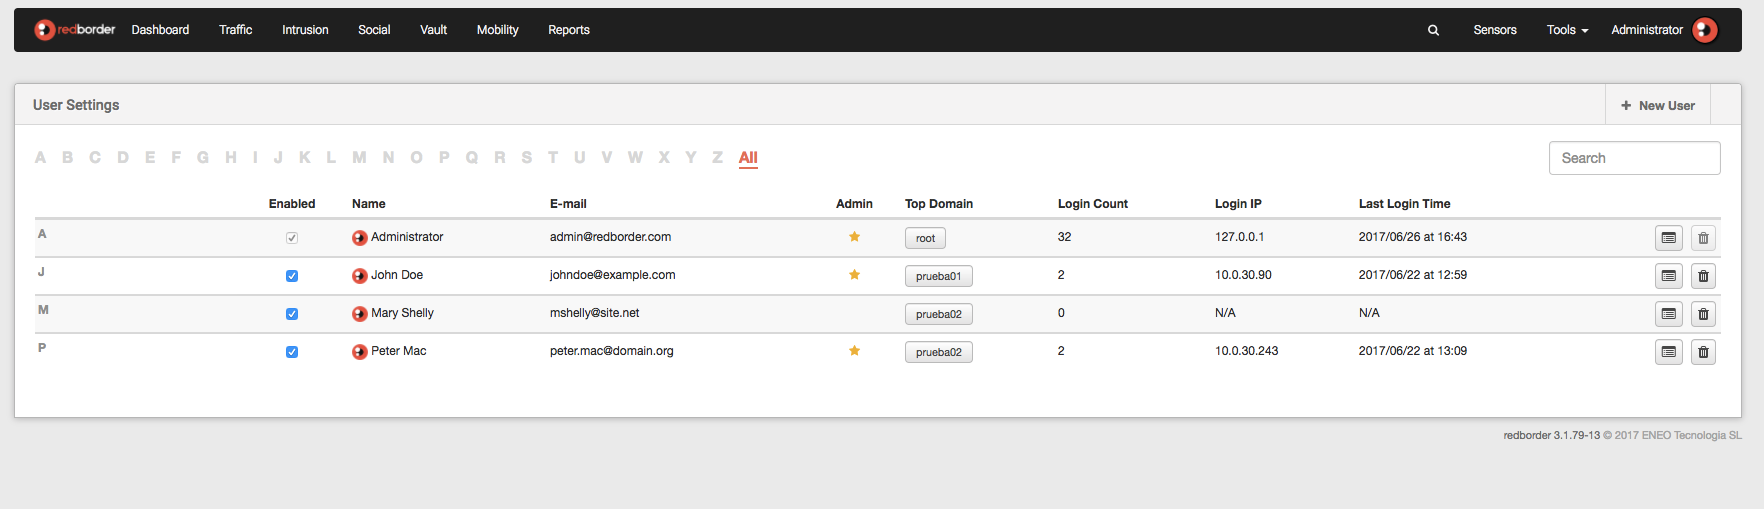 redborder Dashboard Traffic Intrusion Social Vault Mobility Reports Sensors Tools Administrator
User Settings + New User
A B C D E F G H I J K L M N O P Q R S T U V W X Y Z All Search
Enabled Name E-mail Admin Top Domain Login Count Login IP Last Login Time
A Administrator admin@redborder.com root 32 127.0.0.1 2017/06/26 at 16:43
J John Doe johndoe@example.com prueba01 2 10.0.30.90 2017/06/22 at 12:59
M Mary Shelly mshelly@site.net prueba02 0 N/A N/A
P Peter Mac peter.mac@domain.org prueba02 2 10.0.30.243 2017/06/22 at 13:09
redborder 3.1.79-13 © 2017 ENEO Tecnologia SL